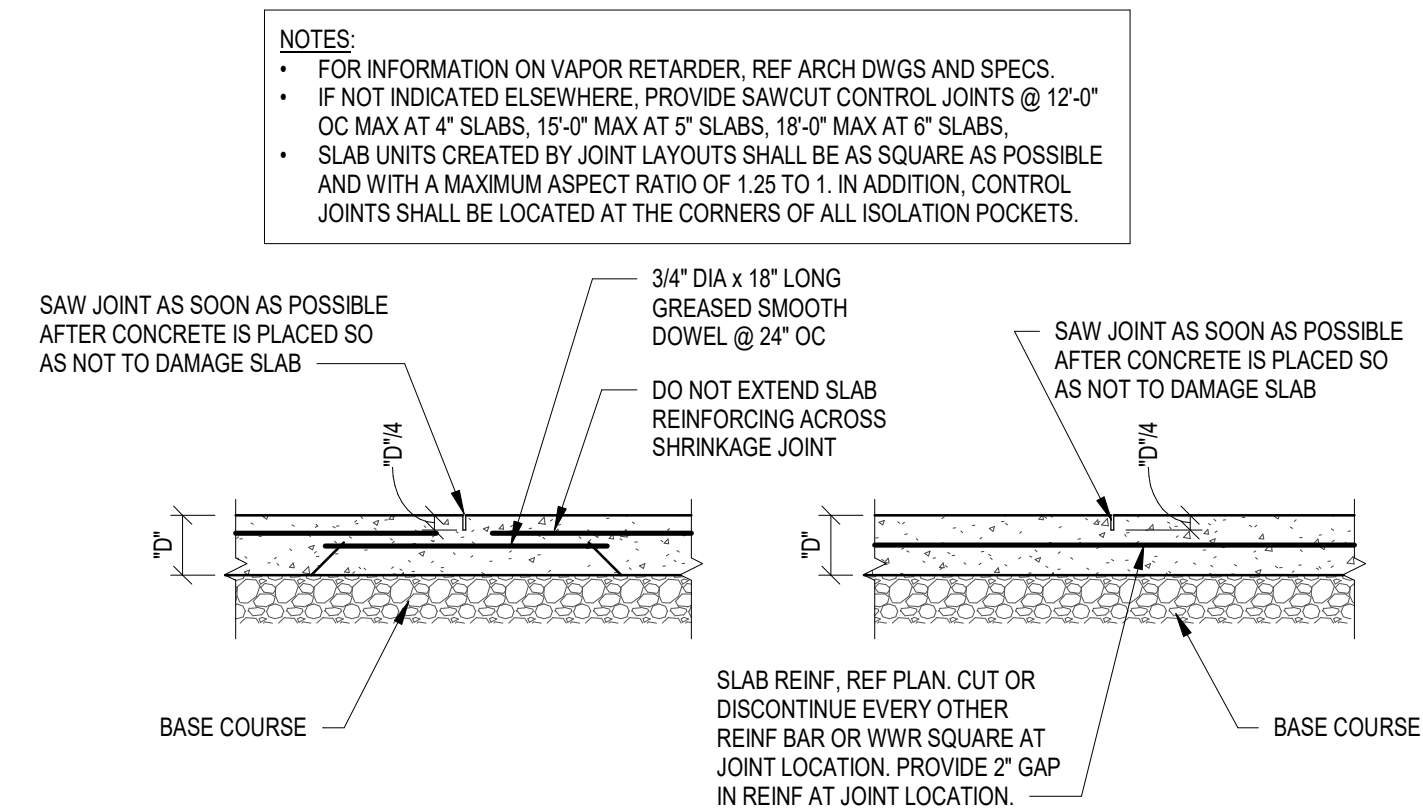 NOTES:
• FOR INFORMATION ON VAPOR RETARDER, REF ARCH DWGS AND SPECS.
• IF NOT INDICATED ELSEWHERE, PROVIDE SAWCUT CONTROL JOINTS @ 12'-0"
OC MAX AT 4" SLABS, 15'-0" MAX AT 5" SLABS, 18'-0" MAX AT 6" SLABS,
• SLAB UNITS CREATED BY JOINT LAYOUTS SHALL BE AS SQUARE AS POSSIBLE
AND WITH A MAXIMUM ASPECT RATIO OF 1.25 TO 1. IN ADDITION, CONTROL
JOINTS SHALL BE LOCATED AT THE CORNERS OF ALL ISOLATION POCKETS.
SAW JOINT AS SOON AS POSSIBLE
AFTER CONCRETE IS PLACED SO
AS NOT TO DAMAGE SLAB
3/4" DIA x 18" LONG
GREASED SMOOTH
DOWEL @ 24" OC
DO NOT EXTEND SLAB
REINFORCING ACROSS
SHRINKAGE JOINT
"D"/4
"D"
BASE COURSE
SAW JOINT AS SOON AS POSSIBLE
AFTER CONCRETE IS PLACED SO
AS NOT TO DAMAGE SLAB
"D"/4
"D"
SLAB REINF, REF PLAN. CUT OR
DISCONTINUE EVERY OTHER
REINF BAR OR WWR SQUARE AT
JOINT LOCATION. PROVIDE 2" GAP
IN REINF AT JOINT LOCATION.
BASE COURSE